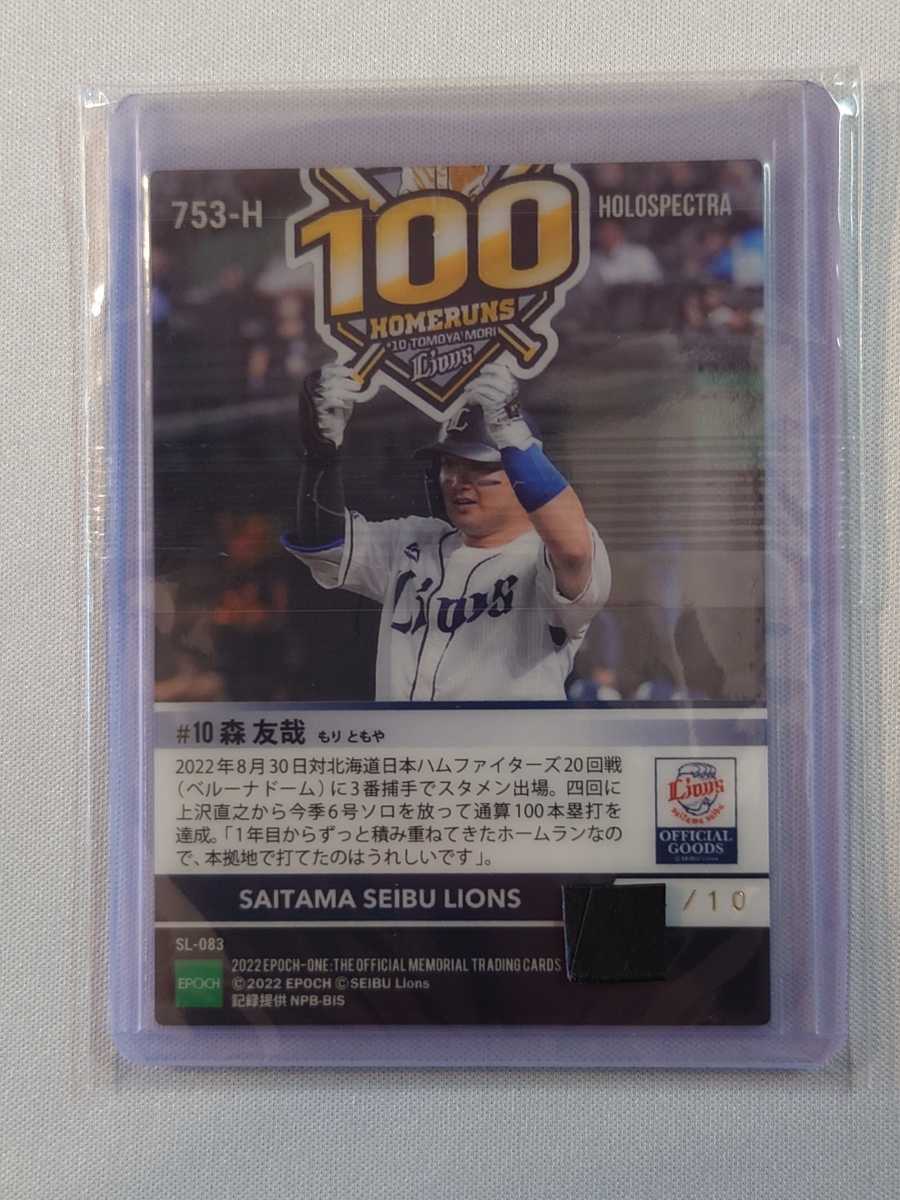 753-H
HOLOSPECTRA
100
HOMERUNS
#10 TOMOYA MORI
Lions
L
Lions
#10 森 友哉 もり ともや
2022年8月30日対北海道日本ハムファイターズ20回戦
(ベルーナドーム)に3番捕手でスタメン出場。四回に
上沢直之から今季6号ソロを放って通算100本塁打を
達成。「1年目からずっと積み重ねてきたホームランなの
で、本拠地で打てたのはうれしいです」。
Lions
saitama seibu
OFFICIAL
GOODS
©SEIBU Lions
SAITAMA SEIBU LIONS
/10
SL-083
EPOCH
2022 EPOCH-ONE:THE OFFICIAL MEMORIAL TRADING CARDS
©2022 EPOCH ©SEIBU Lions
記録提供 NPB-BIS